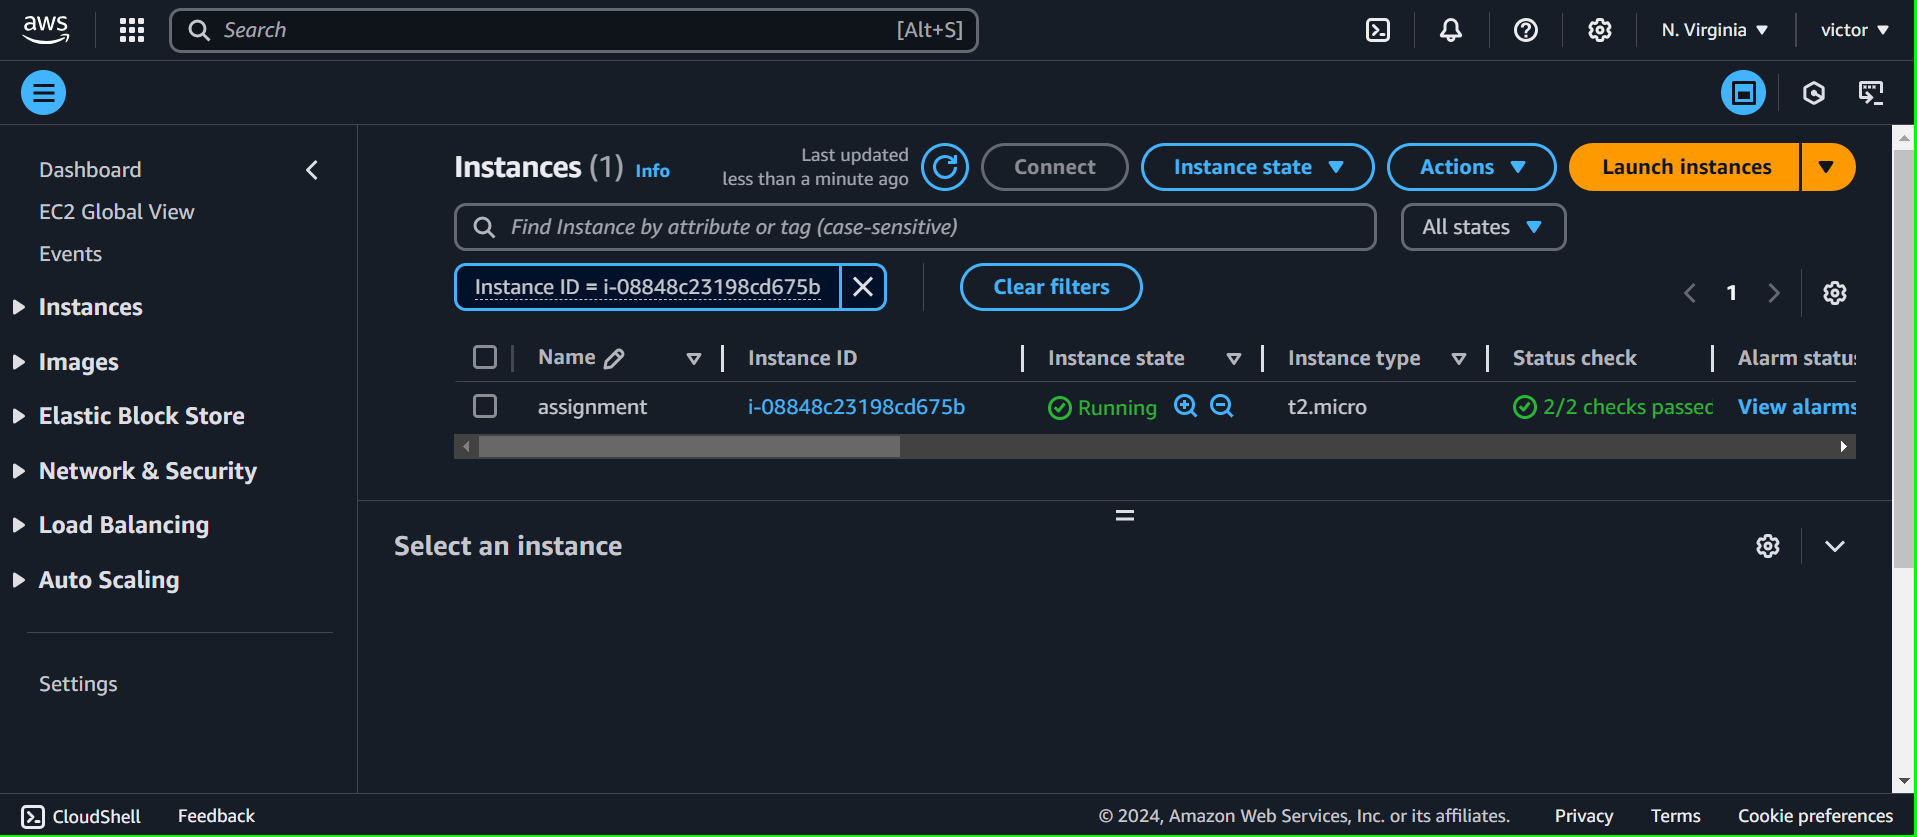 aws
Search [Alt+S]
N. Virginia
victor
Dashboard
EC2 Global View
Events
Instances
Images
Elastic Block Store
Network & Security
Load Balancing
Auto Scaling
Settings
Instances (1) Info
Last updated
less than a minute ago
Connect
Instance state
Actions
Launch instances
Find Instance by attribute or tag (case-sensitive)
All states
Instance ID = i-08848c23198cd675b
Clear filters
1
Name Instance ID Instance state Instance type Status check Alarm status
assignment i-08848c23198cd675b Running t2.micro 2/2 checks passed View alarms
Select an instance
CloudShell Feedback © 2024, Amazon Web Services, Inc. or its affiliates. Privacy Terms Cookie preferences